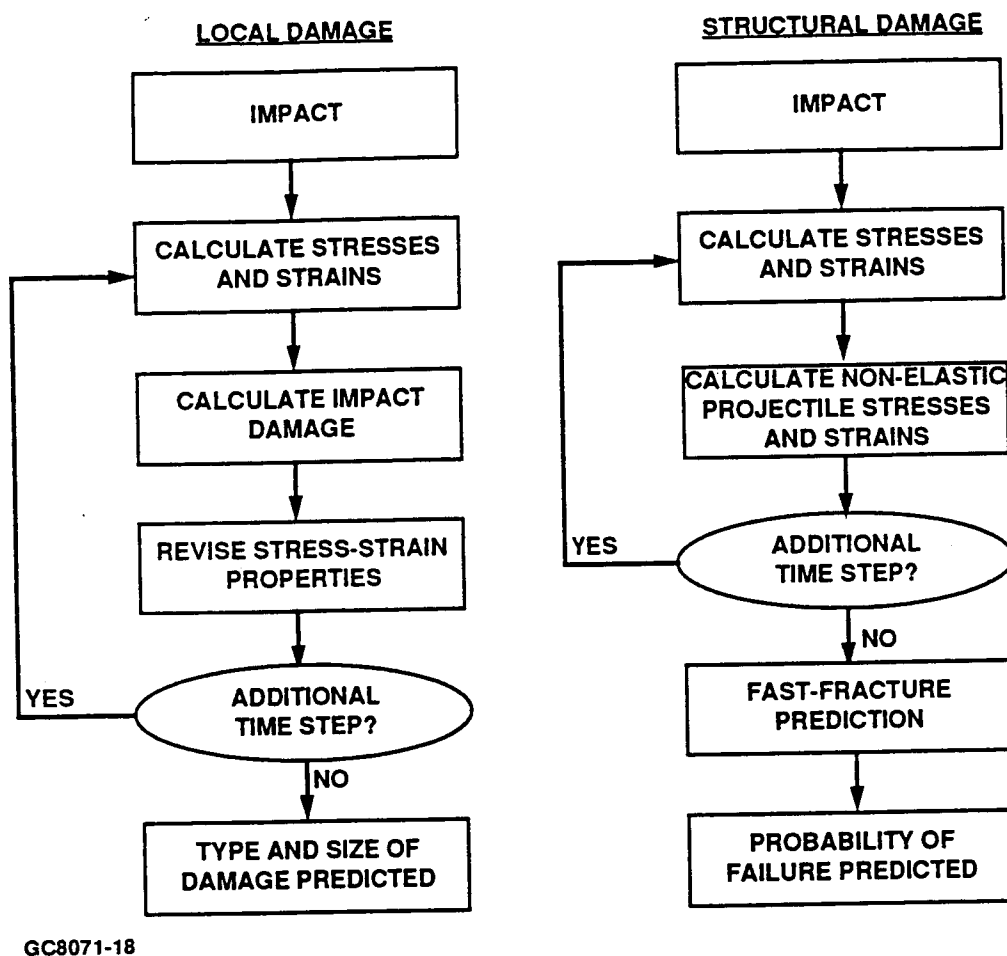 LOCAL DAMAGE
IMPACT
CALCULATE STRESSES
AND STRAINS
CALCULATE IMPACT
DAMAGE
REVISE STRESS-STRAIN
PROPERTIES
YES
ADDITIONAL
TIME STEP?
NO
TYPE AND SIZE OF
DAMAGE PREDICTED
STRUCTURAL DAMAGE
IMPACT
CALCULATE STRESSES
AND STRAINS
CALCULATE NON-ELASTIC
PROJECTILE STRESSES
AND STRAINS
YES
ADDITIONAL
TIME STEP?
NO
FAST-FRACTURE
PREDICTION
PROBABILITY OF
FAILURE PREDICTED
GC8071-18